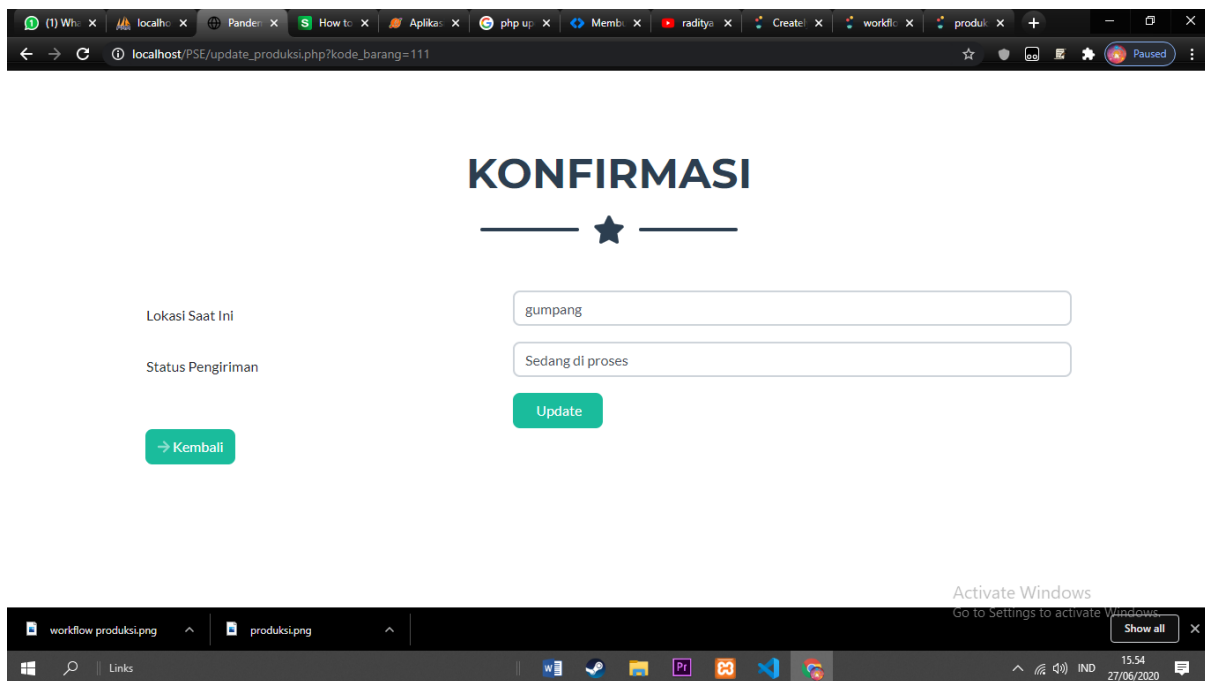 (1) Wha
localho
Panden
How to
Aplikas
php up
Membu
raditya
Createl
workflo
produk
localhost/PSE/update_produksi.php?kode_barang=111
Paused
KONFIRMASI
Lokasi Saat Ini
gumpang
Status Pengiriman
Sedang di proses
Update
Kembali
Activate Windows
Go to Settings to activate Windows.
workflow produksi.png
produksi.png
Show all
Links
IND
15.54
27/06/2020